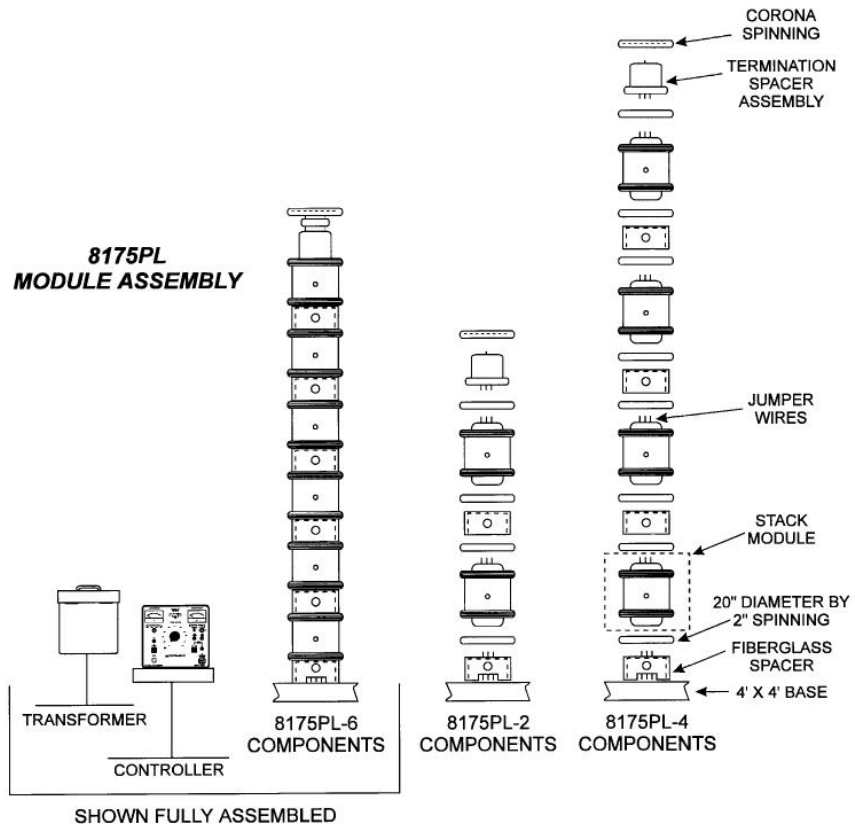 CORONA
SPINNING
TERMINATION
SPACER
ASSEMBLY
8175PL
MODULE ASSEMBLY
JUMPER
WIRES
STACK
MODULE
20" DIAMETER BY
2" SPINNING
FIBERGLASS
SPACER
4' X 4' BASE
TRANSFORMER
CONTROLLER
8175PL-6
COMPONENTS
8175PL-2
COMPONENTS
8175PL-4
COMPONENTS
SHOWN FULLY ASSEMBLED